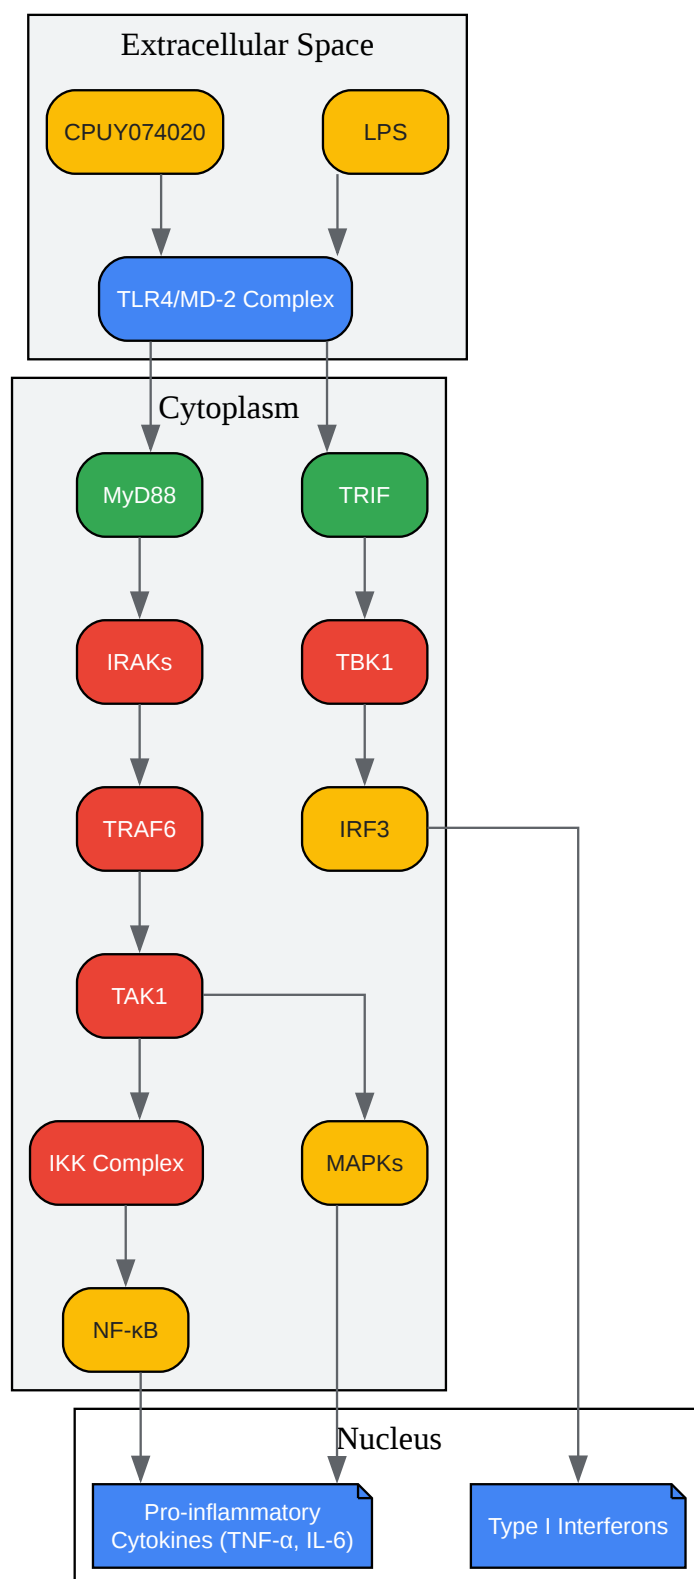 Extracellular Space
CPUY074020
LPS
TLR4/MD-2 Complex
Cytoplasm
MyD88
TRIF
IRAKs
TBK1
TRAF6
IRF3
TAK1
IKK Complex
MAPKs
NF-κB
Nucleus
Pro-inflammatory
Cytokines (TNF-α, IL-6)
Type I Interferons